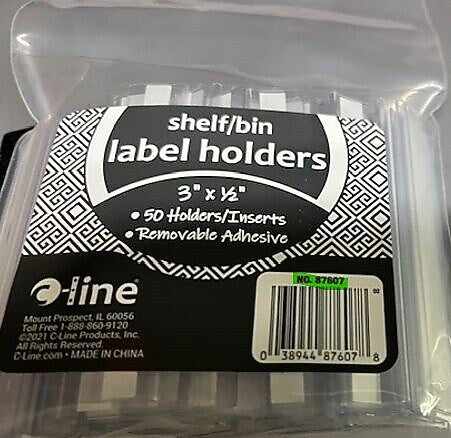 shelf/bin
label holders
3" x ½"
• 50 Holders/Inserts
• Removable Adhesive
C-line®
Mount Prospect, IL 60056
Toll Free 1-888-860-9120
©2021 C-Line Products, Inc.
All Rights Reserved.
C-Line.com • MADE IN CHINA
NO. 87607
0 38944 87607 8